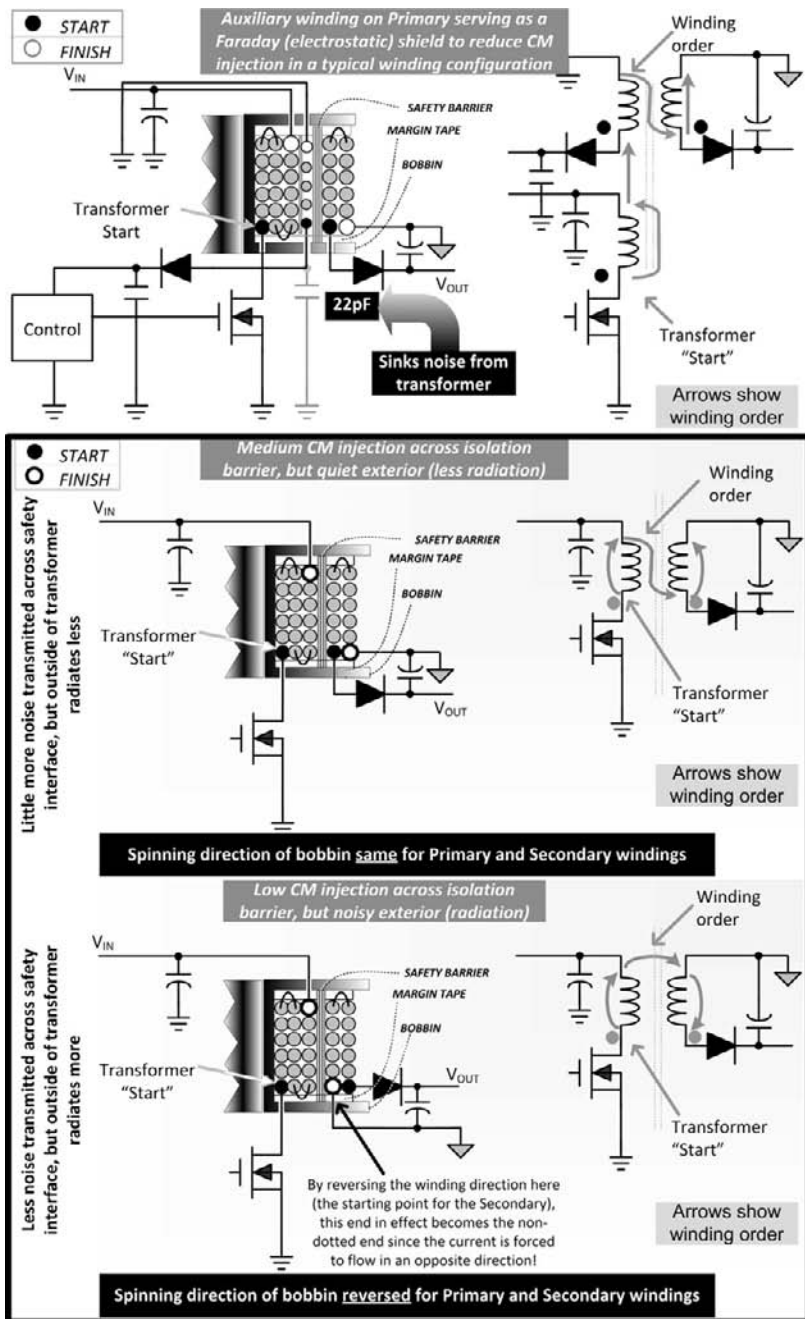 START
FINISH
Auxiliary winding on Primary serving as a
Faraday (electrostatic) shield to reduce CM
injection in a typical winding configuration
Winding
order
VIN
SAFETY BARRIER
MARGIN TAPE
BOBBIN
Transformer
Start
VOUT
22pF
Control
Sinks noise from
transformer
Transformer
“Start”
Arrows show
winding order
START
FINISH
Medium CM injection across isolation
barrier, but quiet exterior (less radiation)
Little more noise transmitted across safety
interface, but outside of transformer
radiates less
VIN
Winding
order
SAFETY BARRIER
MARGIN TAPE
BOBBIN
Transformer
“Start”
VOUT
Transformer
“Start”
Arrows show
winding order
Spinning direction of bobbin same for Primary and Secondary windings
Low CM injection across isolation
barrier, but noisy exterior (radiation)
Less noise transmitted across safety
interface, but outside of transformer
radiates more
VIN
Winding
order
SAFETY BARRIER
MARGIN TAPE
BOBBIN
Transformer
“Start”
VOUT
Transformer
“Start”
By reversing the winding direction here
(the starting point for the Secondary),
this end in effect becomes the non-
dotted end since the current is forced
to flow in an opposite direction!
Arrows show
winding order
Spinning direction of bobbin reversed for Primary and Secondary windings